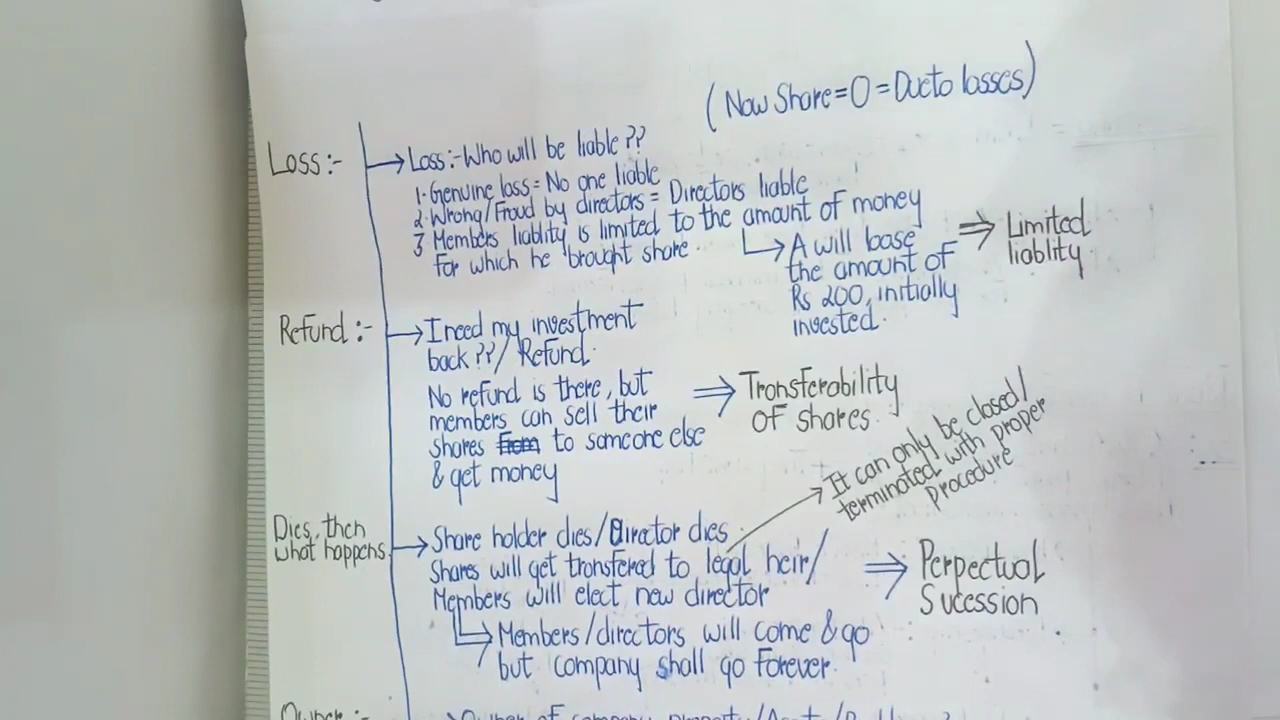 (Now Share=0=Due to losses)
Loss:-
Loss:-Who will be liable??
1. Genuine loss= No one liable
2. Wrong/Fraud by directors = Directors liable
3 Members liablity is limited to the amount of money
for which he brought share
A will lose
the amount of
Rs 200, initially
invested.
Limited
liablity
Refund:-
I need my investment
back??/ Refund.
No refund is there, but
members can sell their
shares from to someone else
& get money
Transferability
of shares.
It can only be closed/
terminated with proper
procedure
Dies, then
what happens
Share holder dies/Director dies
Shares will get transfered to legal heir/
Members will elect new director
Perpectual
Sucession
Members/directors will come & go
but company shall go forever.
Owner:-
Owner of company property/